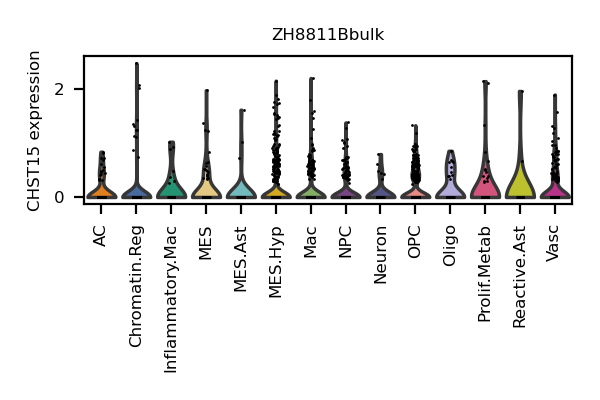 ZH8811Bbulk
CHST15 expression
2
0
AC
Chromatin.Reg
Inflammatory.Mac
MES
MES.Ast
MES.Hyp
Mac
NPC
Neuron
OPC
Oligo
Prolif.Metab
Reactive.Ast
Vasc